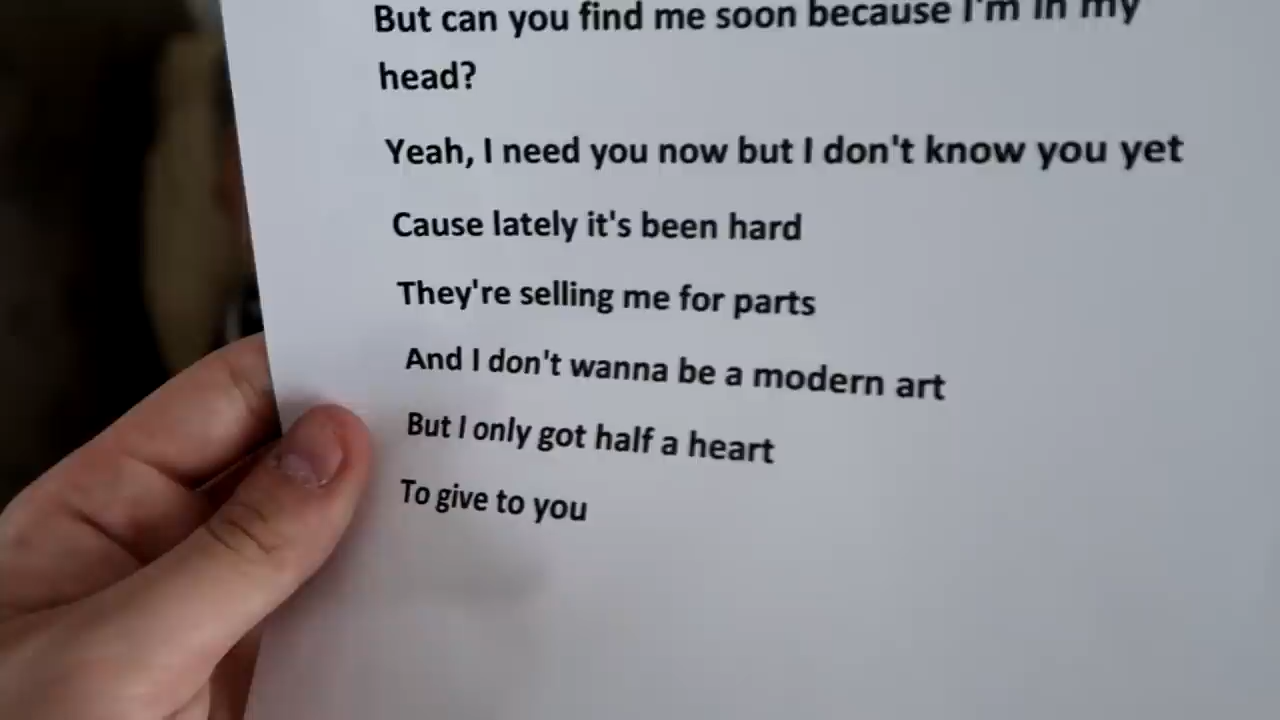 But can you find me soon because I'm in my
head?
Yeah, I need you now but I don't know you yet
Cause lately it's been hard
They're selling me for parts
And I don't wanna be a modern art
But I only got half a heart
To give to you